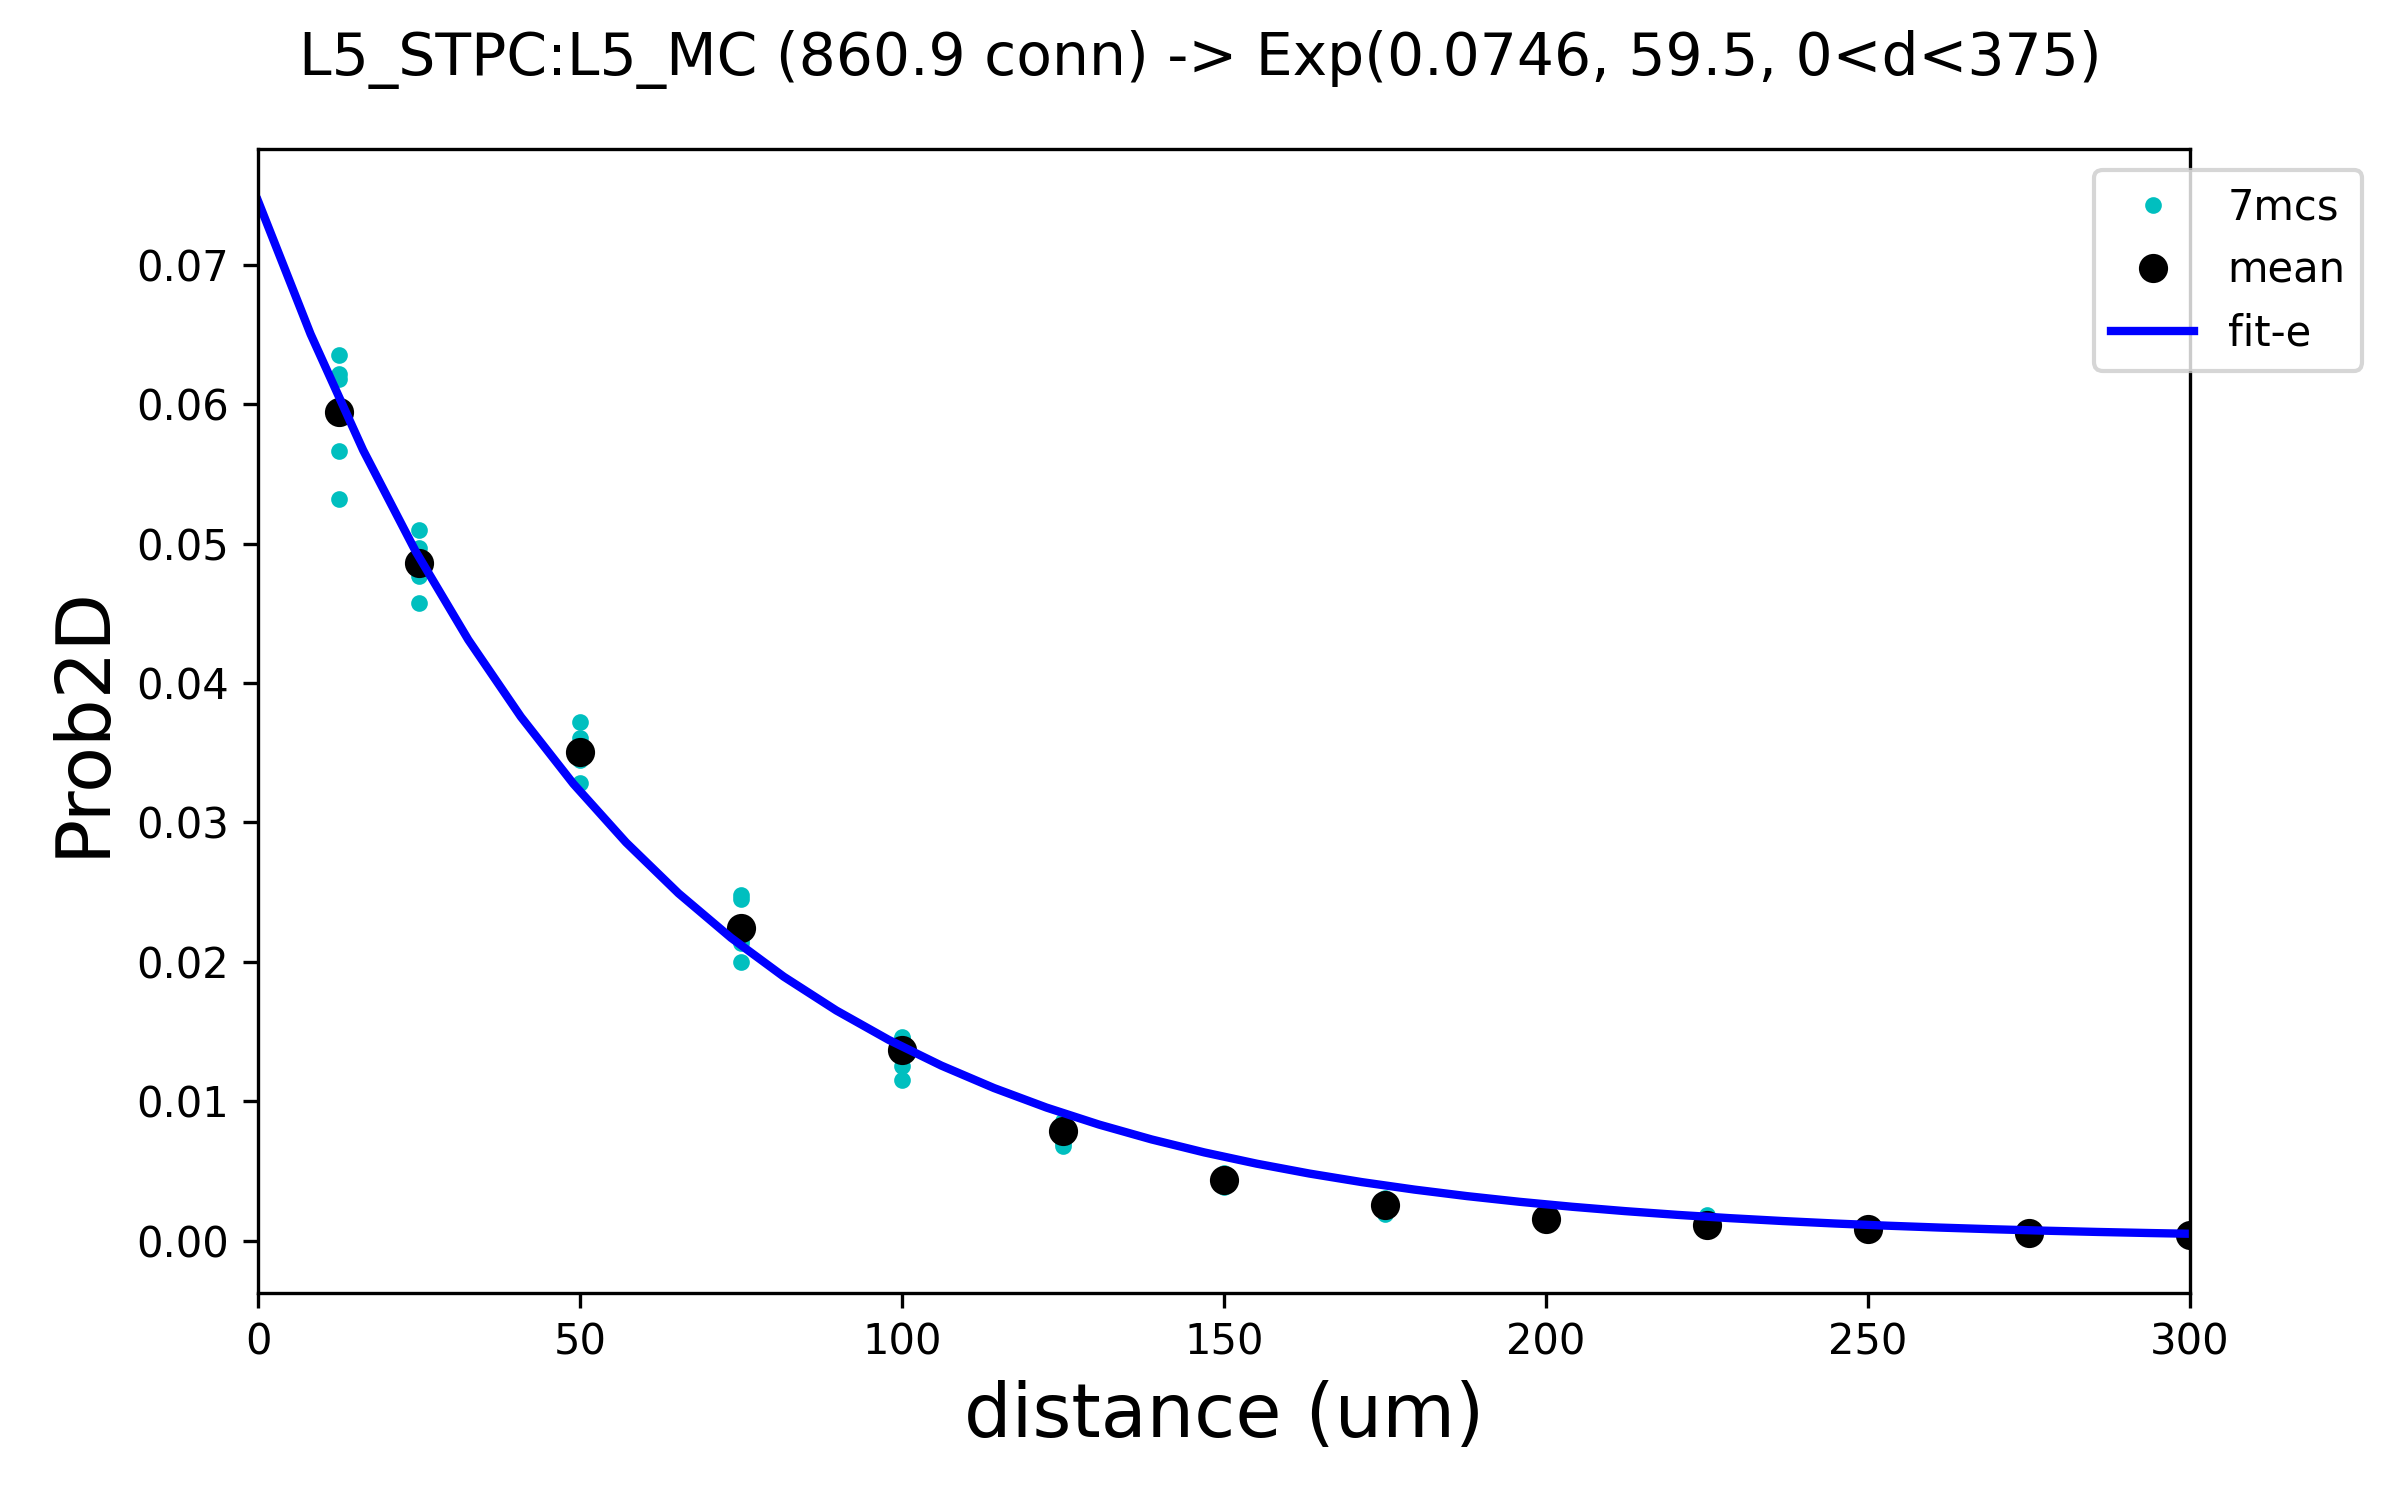 L5_STPC:L5_MC (860.9 conn) -> Exp(0.0746, 59.5, 0<d<375)
7mcs
mean
fit-e
Prob2D
0.07
0.06
0.05
0.04
0.03
0.02
0.01
0.00
0 50 100 150 200 250 300
distance (um)